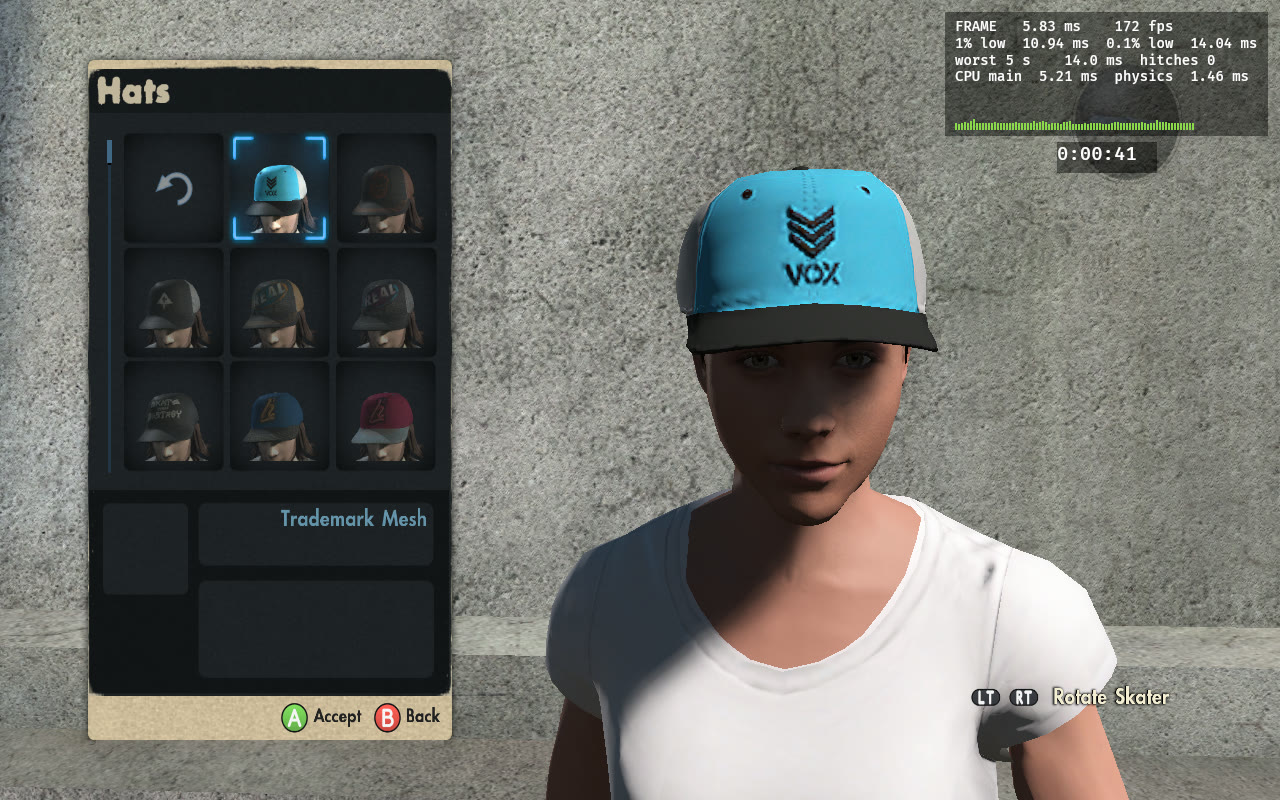 FRAME 5.83 ms 172 fps
1% low 10.94 ms 0.1% low 14.04 ms
worst 5 s 14.0 ms hitches 0
CPU main 5.21 ms physics 1.46 ms
0:00:41
Hats
VOX
REAL
REAL
VOX
Trademark Mesh
LT RT Rotate Skater
A Accept B Back